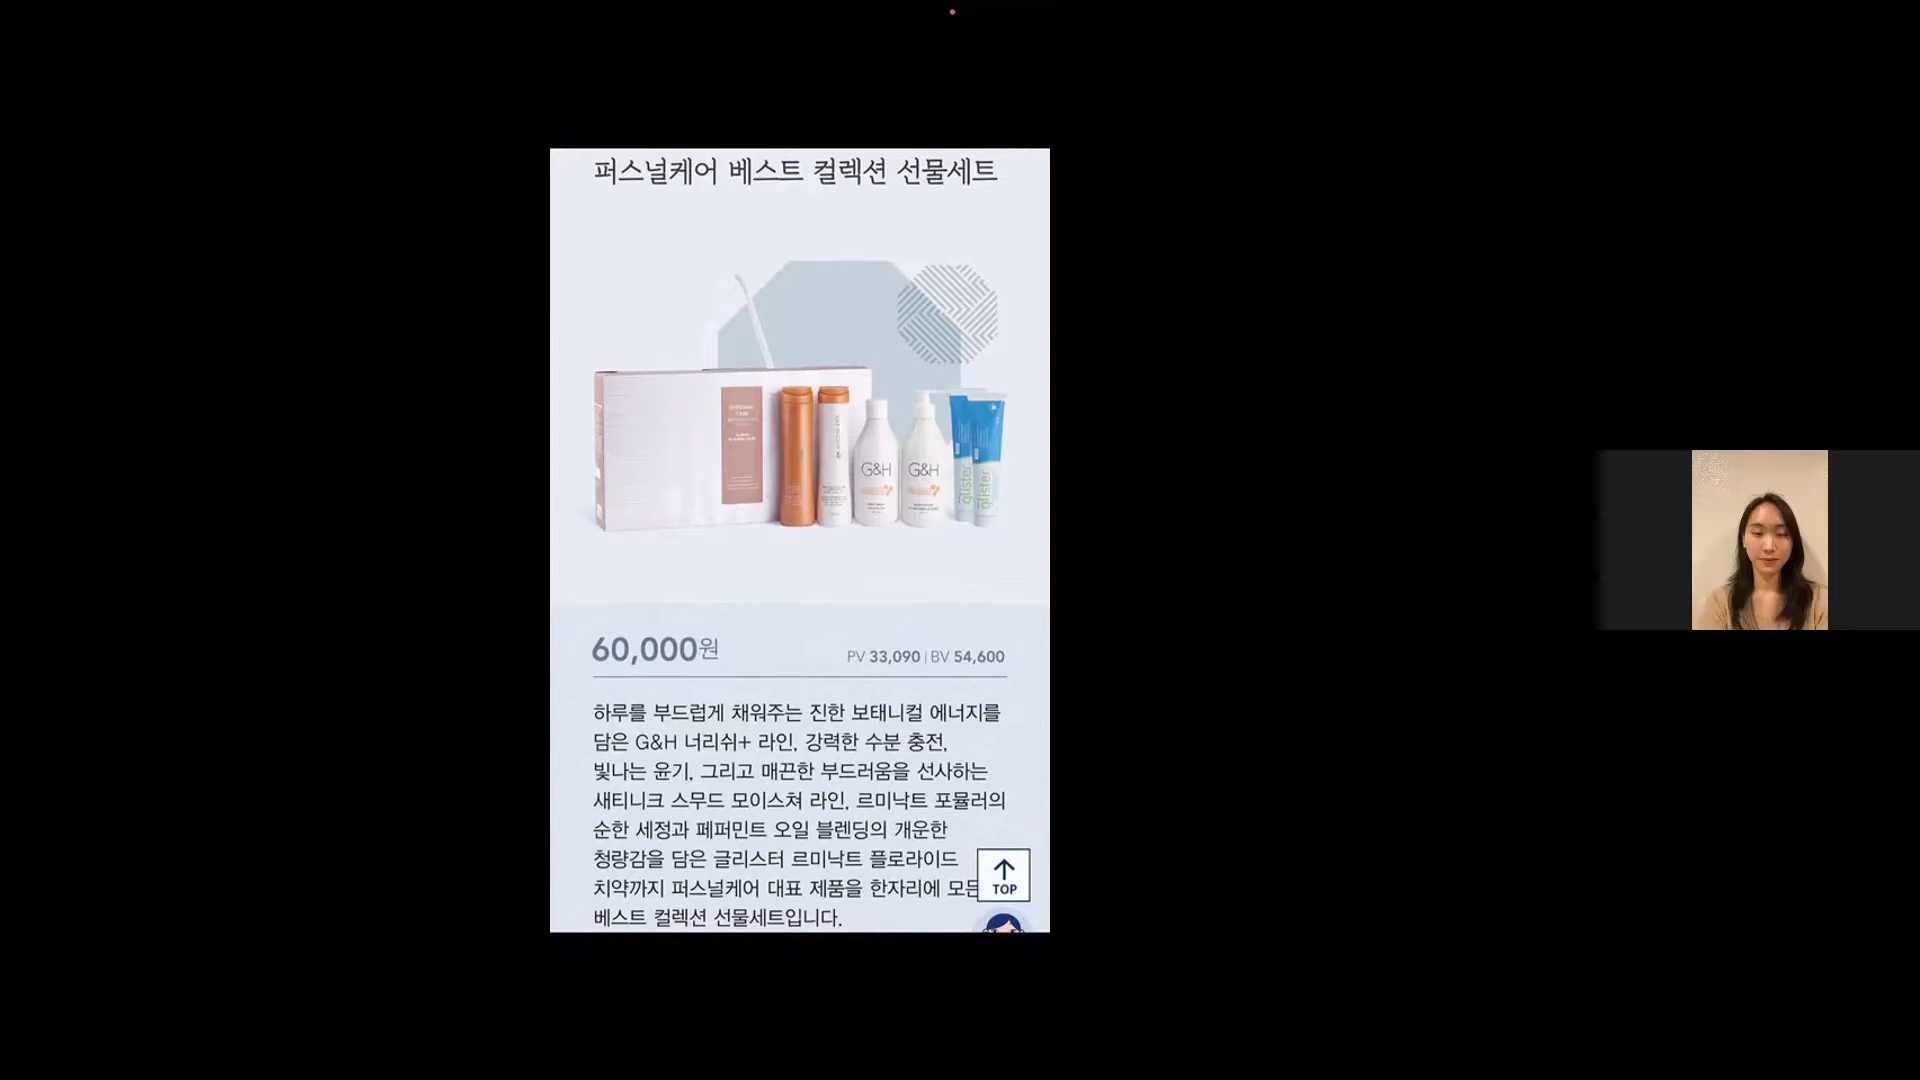 퍼스널케어 베스트 컬렉션 선물세트
G&H
G&H
glister
glister
60,000원
PV 33,090 | BV 54,600
하루를 부드럽게 채워주는 진한 보태니컬 에너지를
담은 G&H 너리쉬+ 라인, 강력한 수분 충전,
빛나는 윤기, 그리고 매끈한 부드러움을 선사하는
새티니크 스무드 모이스쳐 라인, 르미낙트 포뮬러의
순한 세정과 페퍼민트 오일 블렌딩의 개운한
청량감을 담은 글리스터 르미낙트 플로라이드
치약까지 퍼스널케어 대표 제품을 한자리에 모든
베스트 컬렉션 선물세트입니다.
TOP